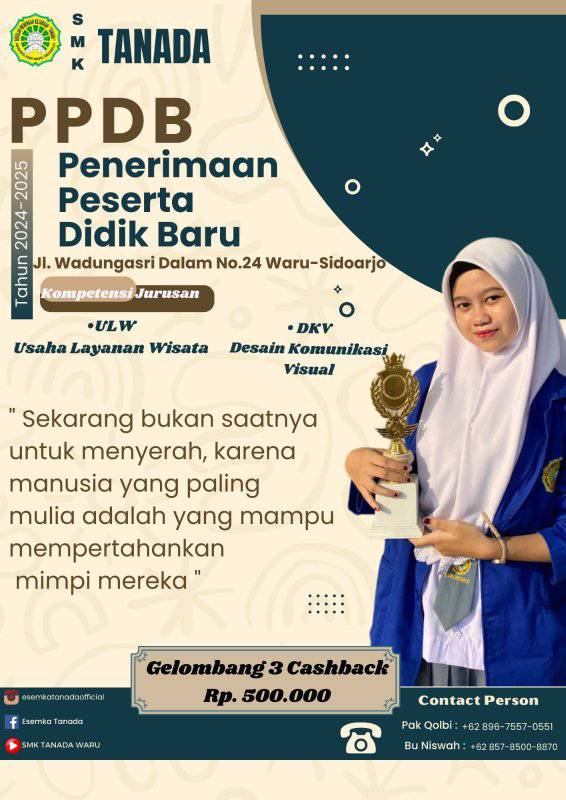 SMK TANADA
PPDB
Tahun 2024-2025
Penerimaan
Peserta
Didik Baru
Jl. Wadungasri Dalam No.24 Waru-Sidoarjo
Kompetensi Jurusan
•ULW
Usaha Layanan Wisata
• DKV
Desain Komunikasi
Visual
" Sekarang bukan saatnya
untuk menyerah, karena
manusia yang paling
mulia adalah yang mampu
mempertahankan
mimpi mereka "
Gelombang 3 Cashback
Rp. 500.000
esemkatanadaofficial
Esemka Tanada
SMK TANADA WARU
Contact Person
Pak Qolbi : +62 896-7557-0551
Bu Niswah : +62 857-8500-8870